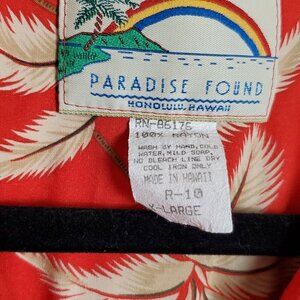 PARADISE FOUND
HONOLULU, HAWAII
RN-86176
100% RAYON
WASH BY HAND, COLD
WATER, MILD SOAP,
NO BLEACH LINE DRY
COOL IRON ONLY
MADE IN HAWAII
R-10
X-LARGE